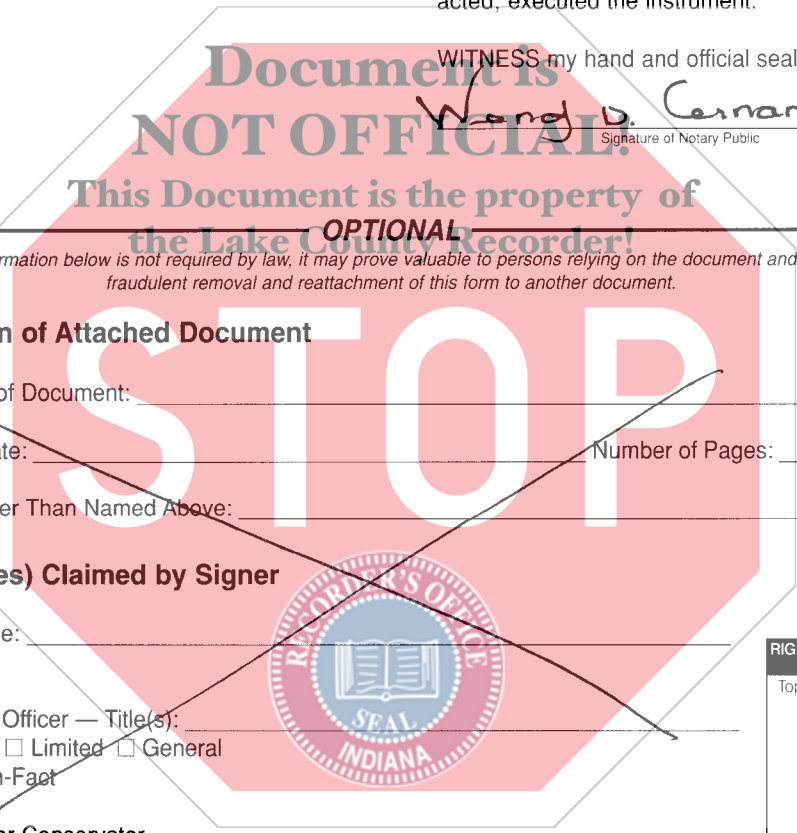 acted, executed the instrument.
Document is
WITNESS my hand and official seal
NOT OFFICIAL!
Signature of Notary Public
This Document is the property of
OPTIONAL
the Lake County Recorder!
rmation below is not required by law, it may prove valuable to persons relying on the document and
fraudulent removal and reattachment of this form to another document.
n of Attached Document
STOP
of Document:
te: Number of Pages:
er Than Named Above:
es) Claimed by Signer
RECORDER'S OFFICE
e:
RIG
Top
SEAL
Officer — Title(s):
☐ Limited ☐ General
INDIANA
n-Fact
or Conservator